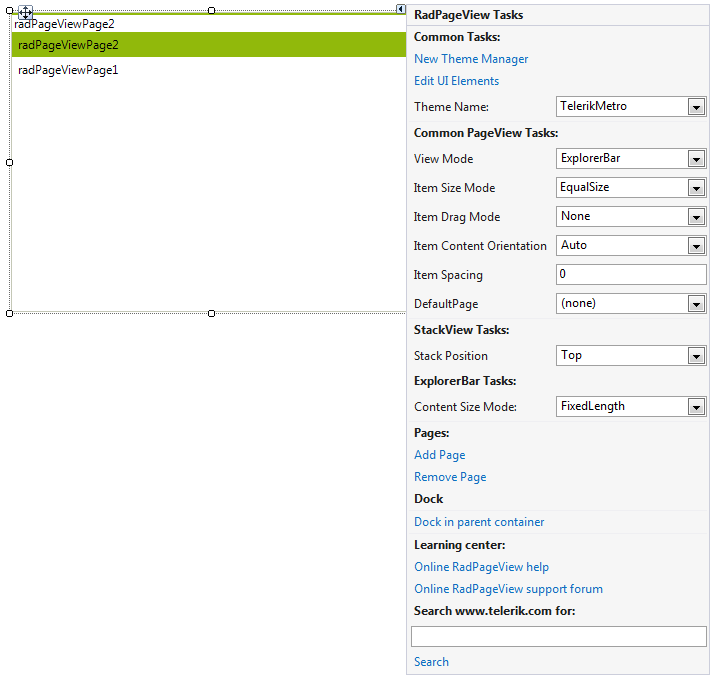 radPageViewPage2
radPageViewPage2
radPageViewPage1
RadPageView Tasks
Common Tasks:
New Theme Manager
Edit UI Elements
Theme Name: TelerikMetro
Common PageView Tasks:
View Mode ExplorerBar
Item Size Mode EqualSize
Item Drag Mode None
Item Content Orientation Auto
Item Spacing 0
DefaultPage (none)
StackView Tasks:
Stack Position Top
ExplorerBar Tasks:
Content Size Mode: FixedLength
Pages:
Add Page
Remove Page
Dock
Dock in parent container
Learning center:
Online RadPageView help
Online RadPageView support forum
Search www.telerik.com for:
Search